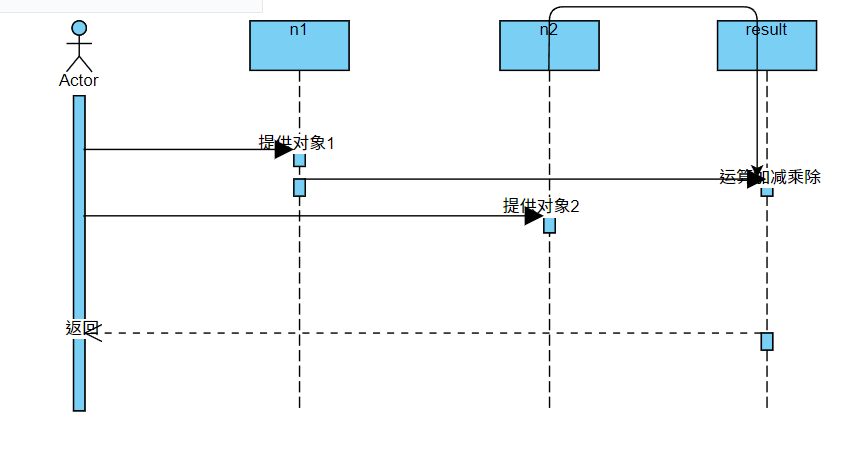 n1
n2
result
Actor
提供对象1
运算加减乘除
提供对象2
返回